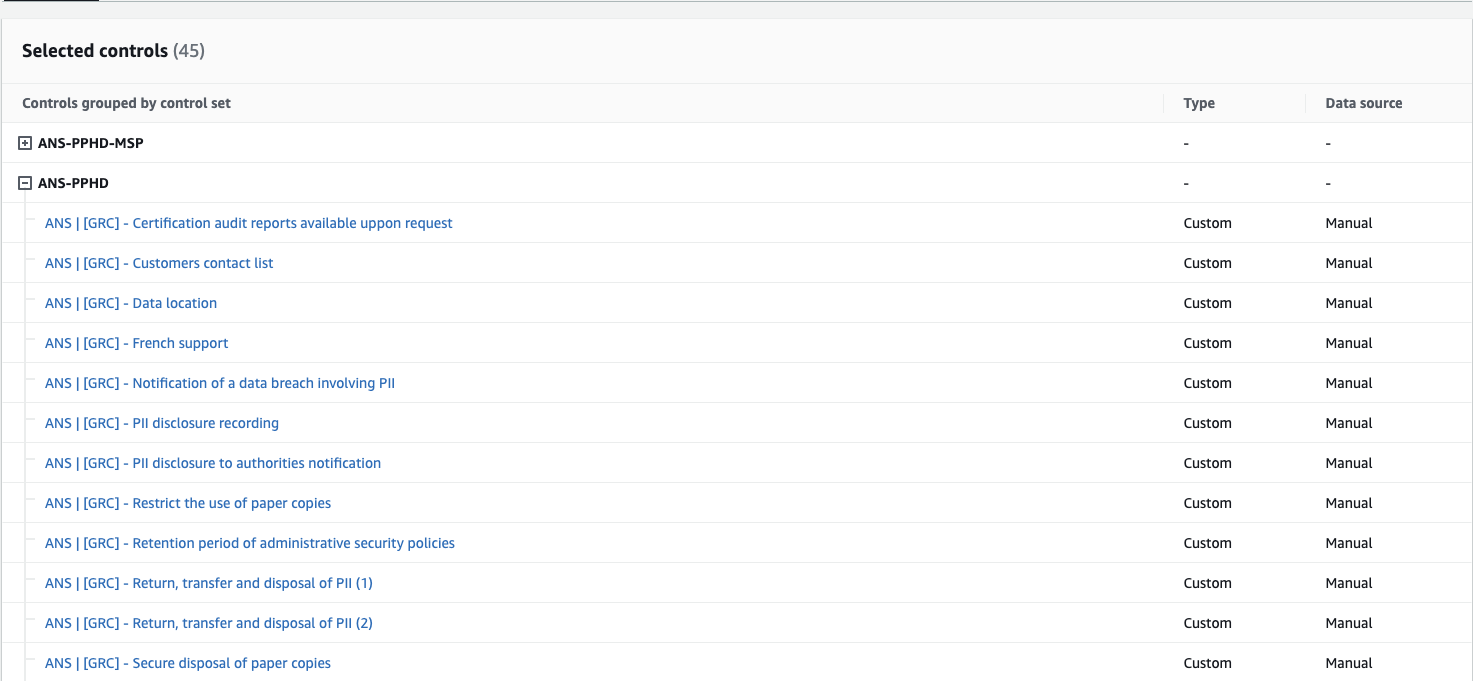 Selected controls (45)
Controls grouped by control set Type Data source
ANS-PPHD-MSP - -
ANS-PPHD - -
ANS | [GRC] - Certification audit reports available uppon request Custom Manual
ANS | [GRC] - Customers contact list Custom Manual
ANS | [GRC] - Data location Custom Manual
ANS | [GRC] - French support Custom Manual
ANS | [GRC] - Notification of a data breach involving PII Custom Manual
ANS | [GRC] - PII disclosure recording Custom Manual
ANS | [GRC] - PII disclosure to authorities notification Custom Manual
ANS | [GRC] - Restrict the use of paper copies Custom Manual
ANS | [GRC] - Retention period of administrative security policies Custom Manual
ANS | [GRC] - Return, transfer and disposal of PII (1) Custom Manual
ANS | [GRC] - Return, transfer and disposal of PII (2) Custom Manual
ANS | [GRC] - Secure disposal of paper copies Custom Manual